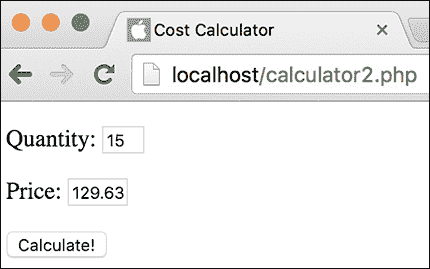 Cost Calculator
localhost/calculator2.php
Quantity: 15
Price: 129.63
Calculate!